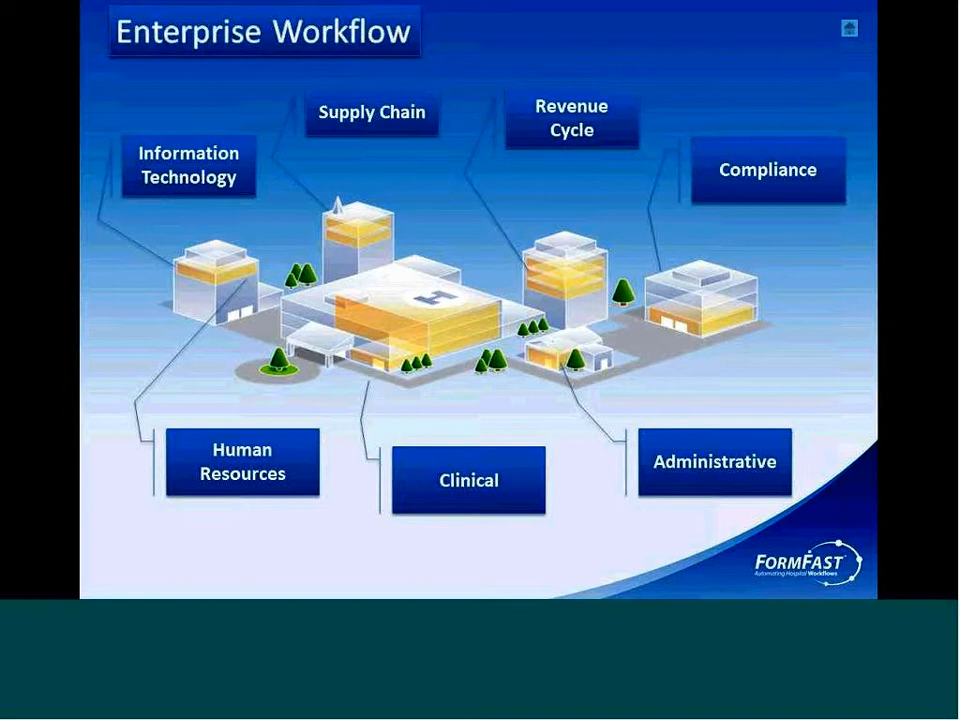 Enterprise Workflow
Supply Chain
Revenue
Cycle
Information
Technology
Compliance
H
Human
Resources
Clinical
Administrative
FORMFAST
Automating Hospital Workflows